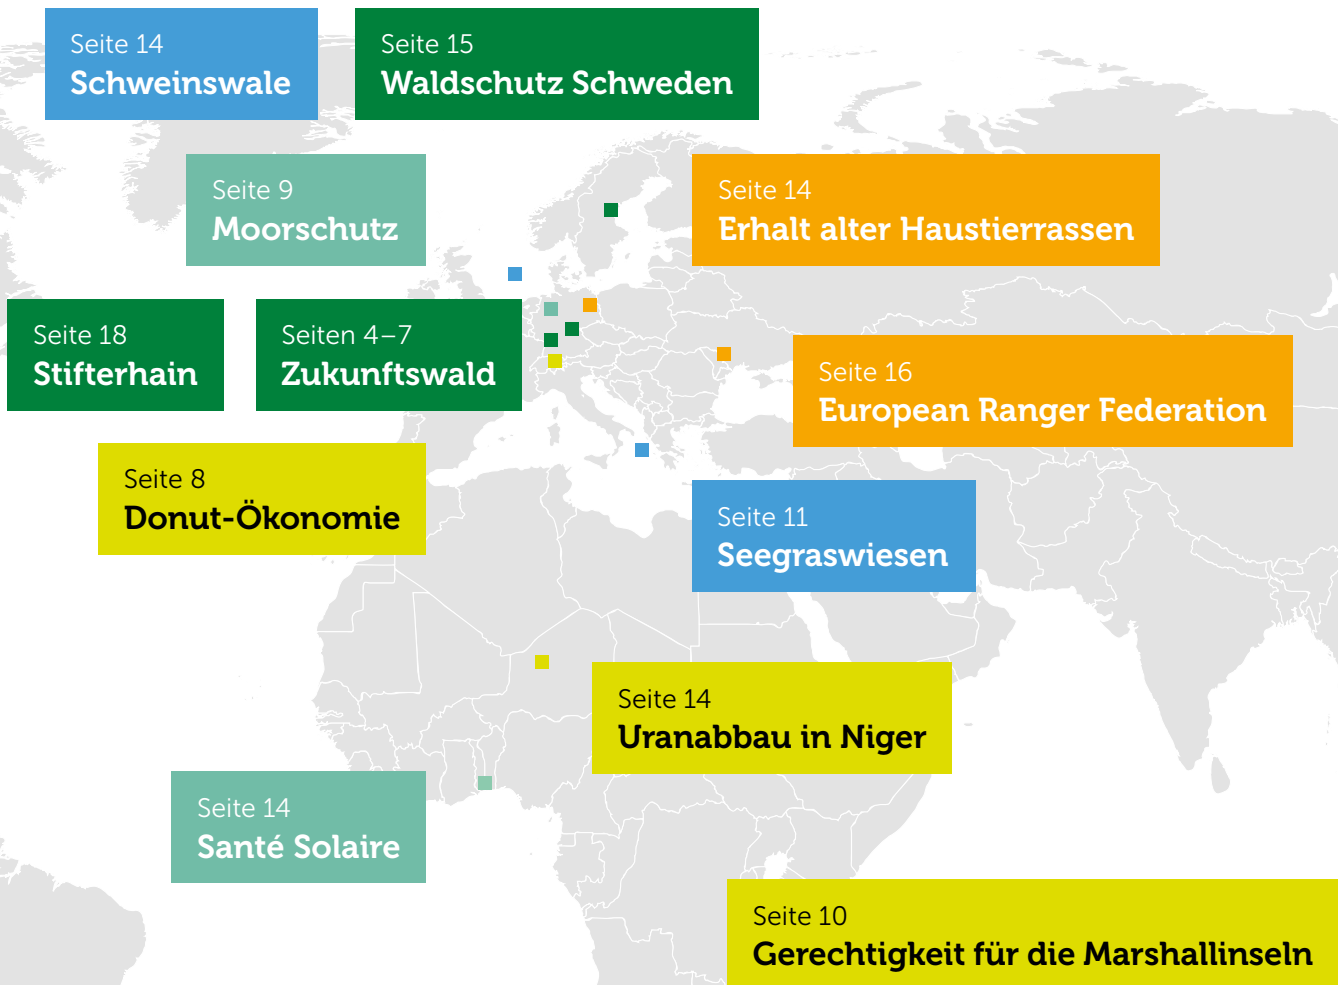 Seite 14
Schweinswale
Seite 15
Waldschutz Schweden
Seite 9
Moorschutz
Seite 14
Erhalt alter Haustierrassen
Seite 18
Stifterhain
Seiten 4–7
Zukunftswald
Seite 16
European Ranger Federation
Seite 8
Donut-Ökonomie
Seite 11
Seegraswiesen
Seite 14
Uranabbau in Niger
Seite 14
Santé Solaire
Seite 10
Gerechtigkeit für die Marshallinseln